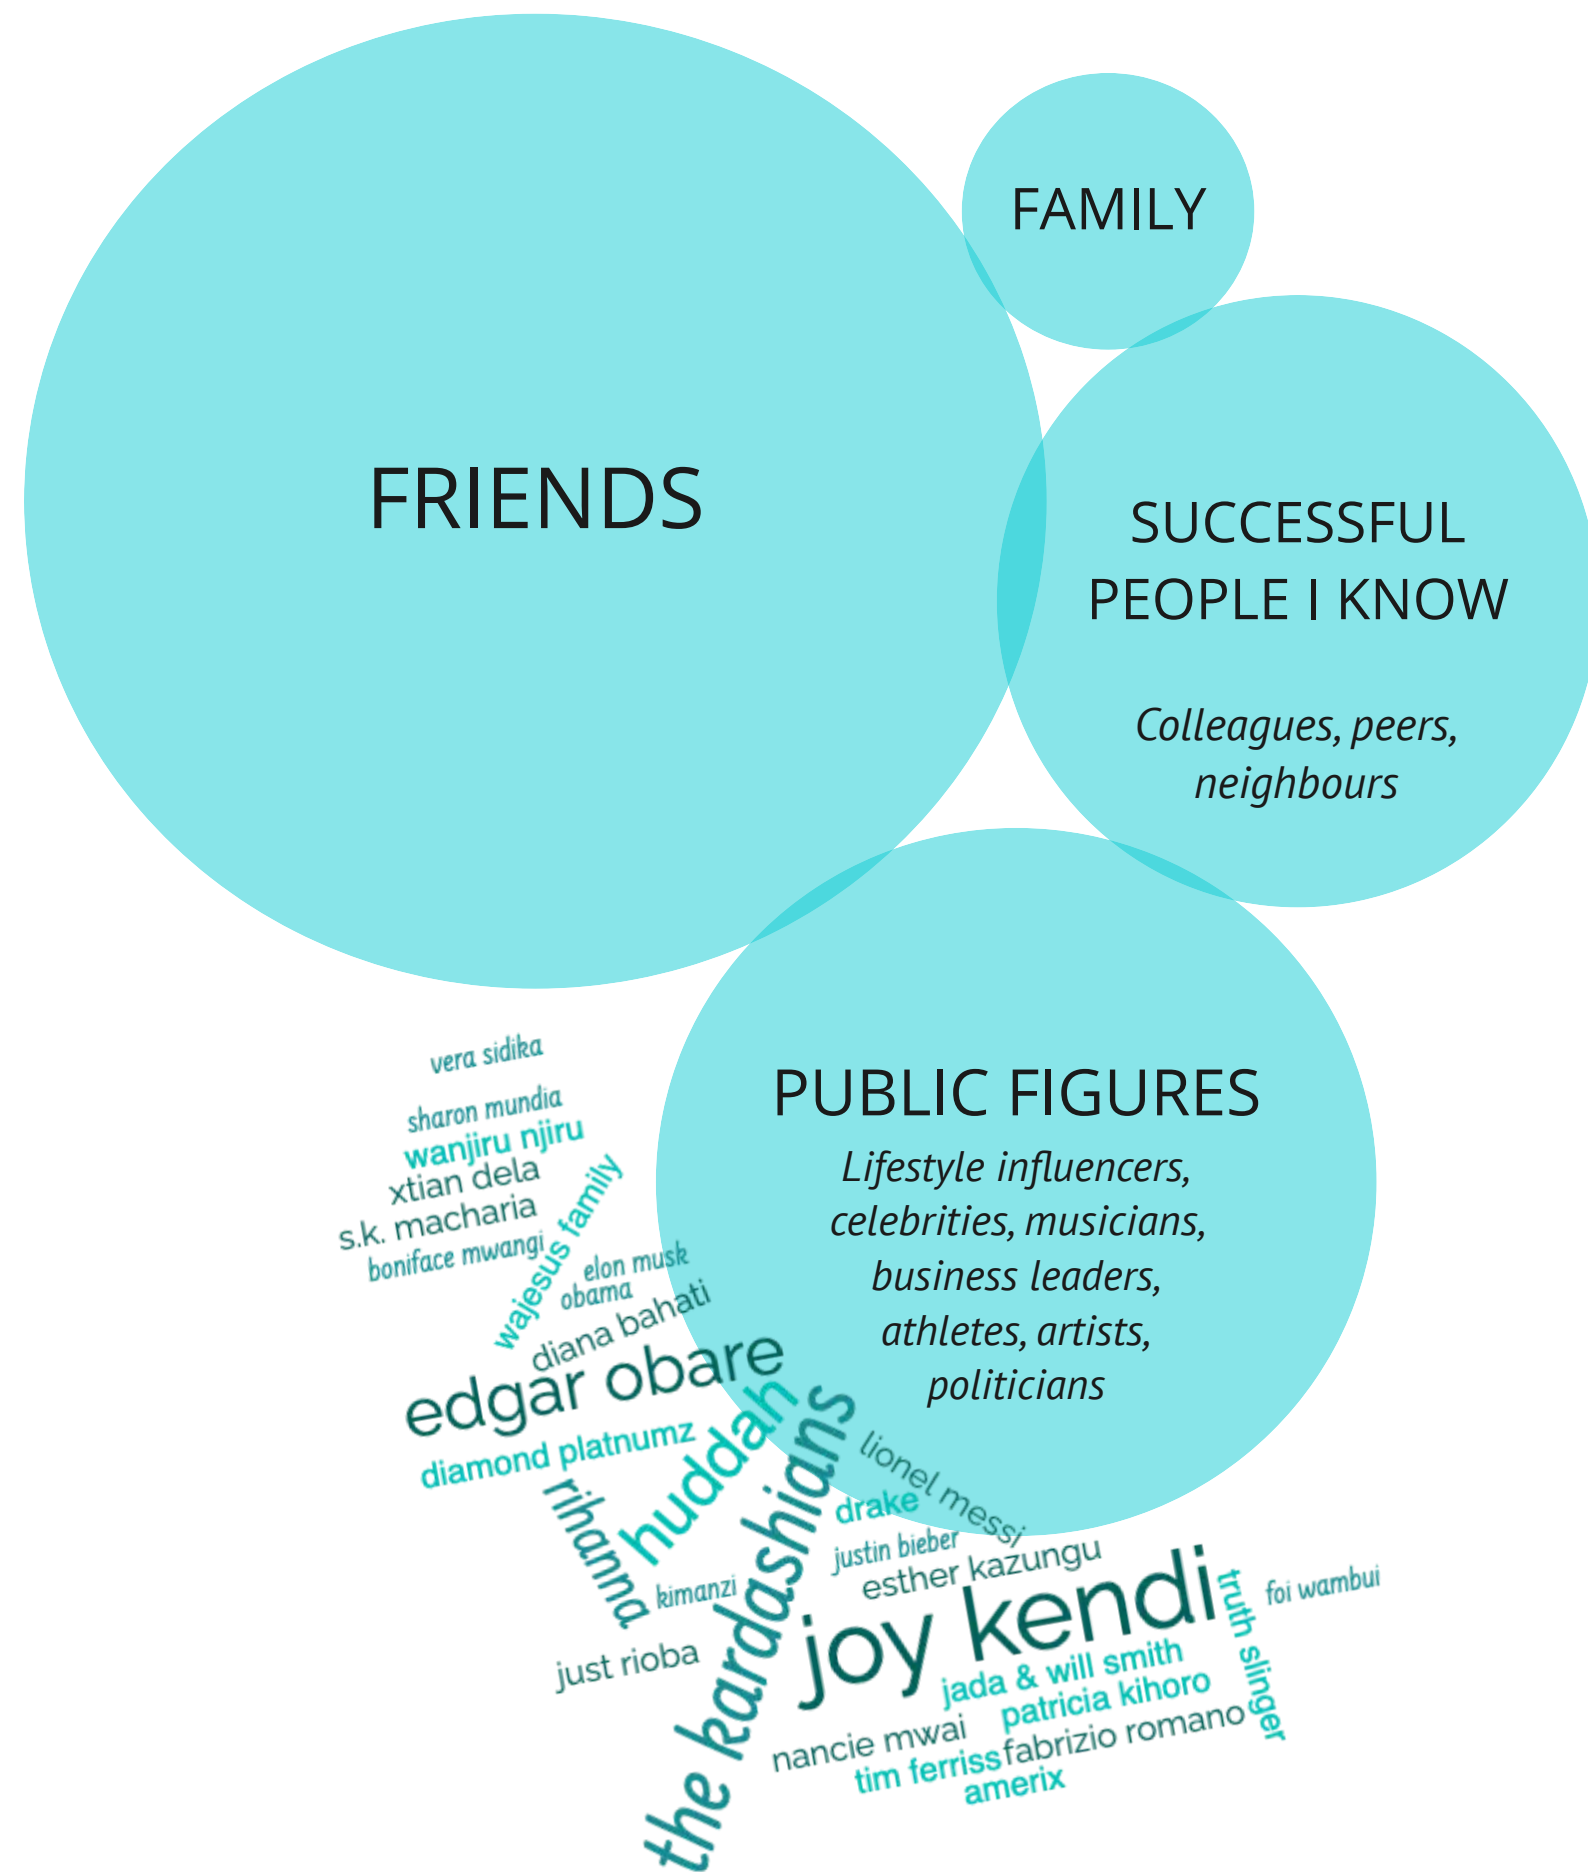 FAMILY
FRIENDS
SUCCESSFUL
PEOPLE I KNOW
Colleagues, peers,
neighbours
PUBLIC FIGURES
Lifestyle influencers,
celebrities, musicians,
business leaders,
athletes, artists,
politicians
vera sidika
sharon mundia
wanjiru njiru
xtian dela
s.k. macharia
boniface mwangi
wajesus family
elon musk
obama
diana bahati
edgar obare
diamond platnumz
huddah
rihanna
the kardashians
lionel messi
drake
justin bieber
esther kazungu
kimanzi
just rioba
joy kendi
truth slinger
foi wambui
jada & will smith
patricia kihoro
nancie mwai
fabrizio romano
tim ferriss
amerix